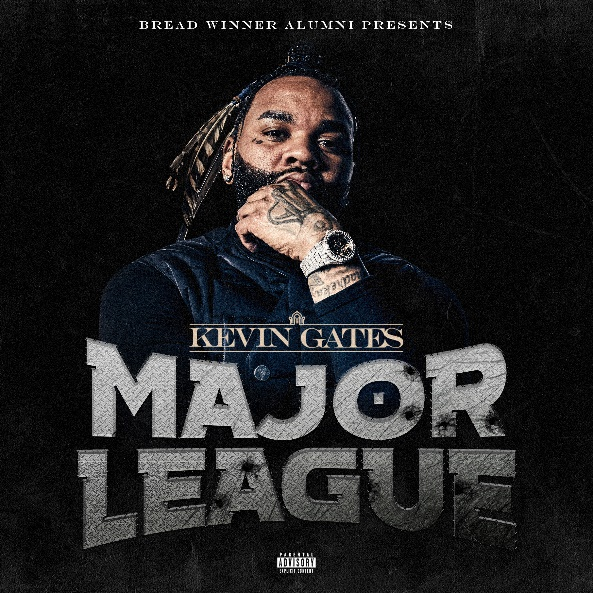 BREAD WINNER ALUMNI PRESENTS
KEVIN GATES
MAJOR
LEAGUE
PARENTAL
ADVISORY
EXPLICIT CONTENT